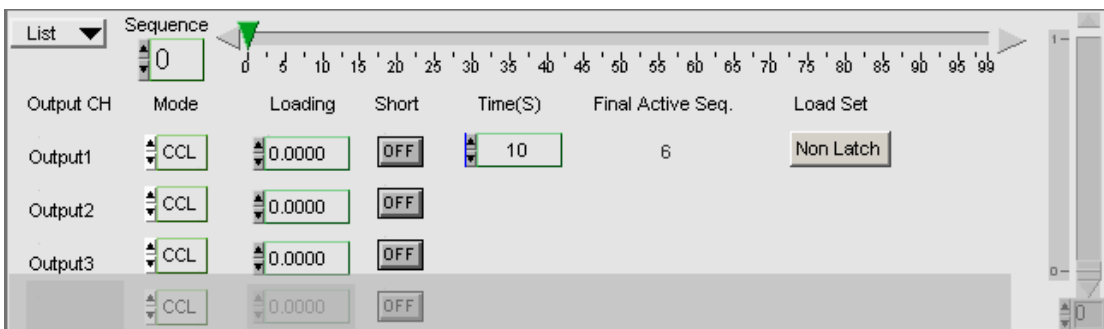 List Sequence
0
0 5 10 15 20 25 30 35 40 45 50 55 60 65 70 75 80 85 90 95 99
1
Output CH Mode Loading Short Time(S) Final Active Seq. Load Set
Output1 CCL 0.0000 OFF 10 6 Non Latch
Output2 CCL 0.0000 OFF
Output3 CCL 0.0000 OFF
0
CCL 0.0000 OFF 0